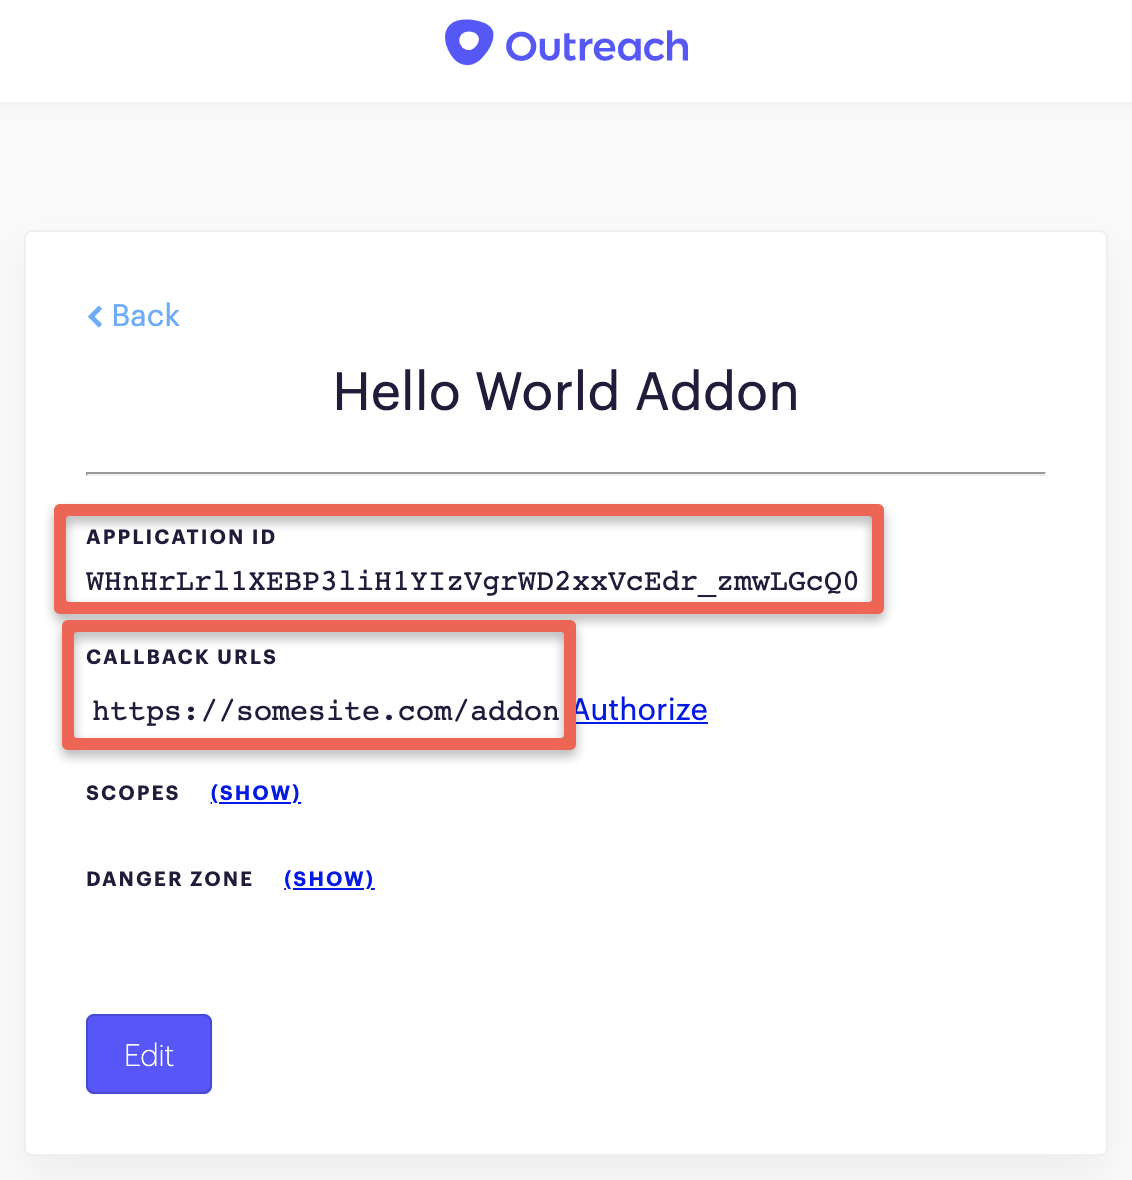 Outreach
Back
Hello World Addon
APPLICATION ID
WHnHrLrl1XEBP3liH1YIzVgrWD2xxVcEdr_zmwLGcQ0
CALLBACK URLS
https://somesite.com/addon Authorize
SCOPES (SHOW)
DANGER ZONE (SHOW)
Edit